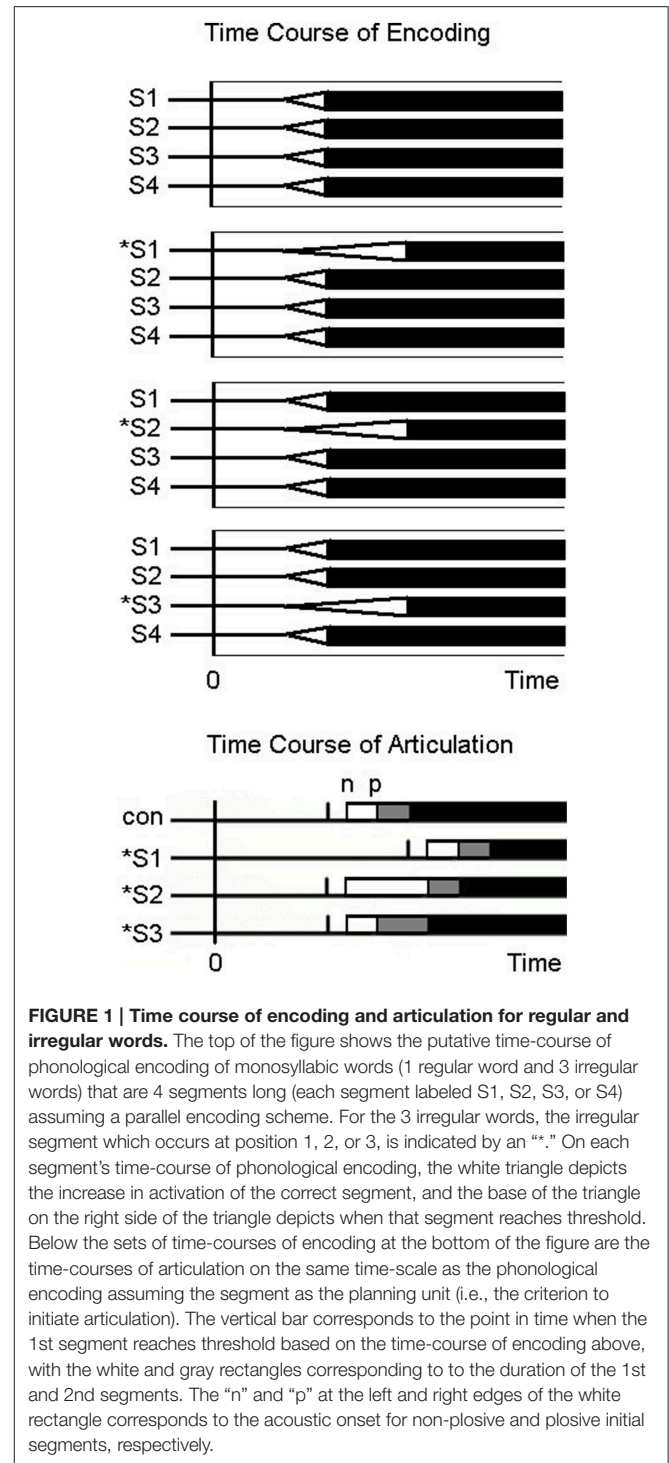 Time Course of Encoding
S1
S2
S3
S4
*S1
S2
S3
S4
S1
*S2
S3
S4
S1
S2
*S3
S4
0 Time
Time Course of Articulation
n p
con
*S1
*S2
*S3
0 Time
FIGURE 1 | Time course of encoding and articulation for regular and
irregular words. The top of the figure shows the putative time-course of
phonological encoding of monosyllabic words (1 regular word and 3 irregular
words) that are 4 segments long (each segment labeled S1, S2, S3, or S4)
assuming a parallel encoding scheme. For the 3 irregular words, the irregular
segment which occurs at position 1, 2, or 3, is indicated by an “*.” On each
segment’s time-course of phonological encoding, the white triangle depicts
the increase in activation of the correct segment, and the base of the triangle
on the right side of the triangle depicts when that segment reaches threshold.
Below the sets of time-courses of encoding at the bottom of the figure are the
time-courses of articulation on the same time-scale as the phonological
encoding assuming the segment as the planning unit (i.e., the criterion to
initiate articulation). The vertical bar corresponds to the point in time when the
1st segment reaches threshold based on the time-course of encoding above,
with the white and gray rectangles corresponding to to the duration of the 1st
and 2nd segments. The “n” and “p” at the left and right edges of the white
rectangle corresponds to the acoustic onset for non-plosive and plosive initial
segments, respectively.